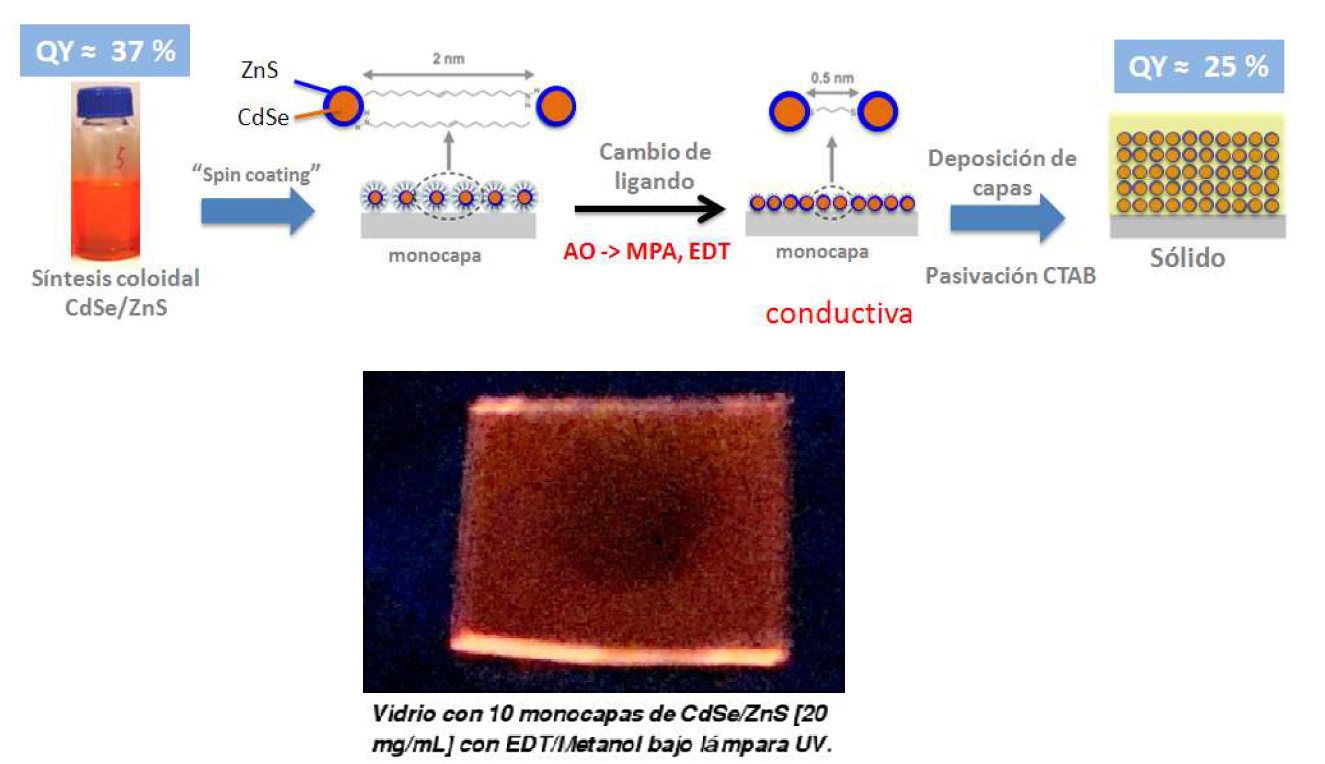 QY ≈ 37 %
ZnS
CdSe
2 nm
N
H
H
H
N
H
0.5 nm
S
S
QY ≈ 25 %
5
“Spin coating”
Cambio de
ligando
Deposición de
capas
AO -> MPA, EDT
monocapa
monocapa
Síntesis coloidal
CdSe/ZnS
Pasivación CTAB
Sólido
conductiva
Vidrio con 10 monocapas de CdSe/ZnS [20
mg/mL] con EDT/Metanol bajo lámpara UV.